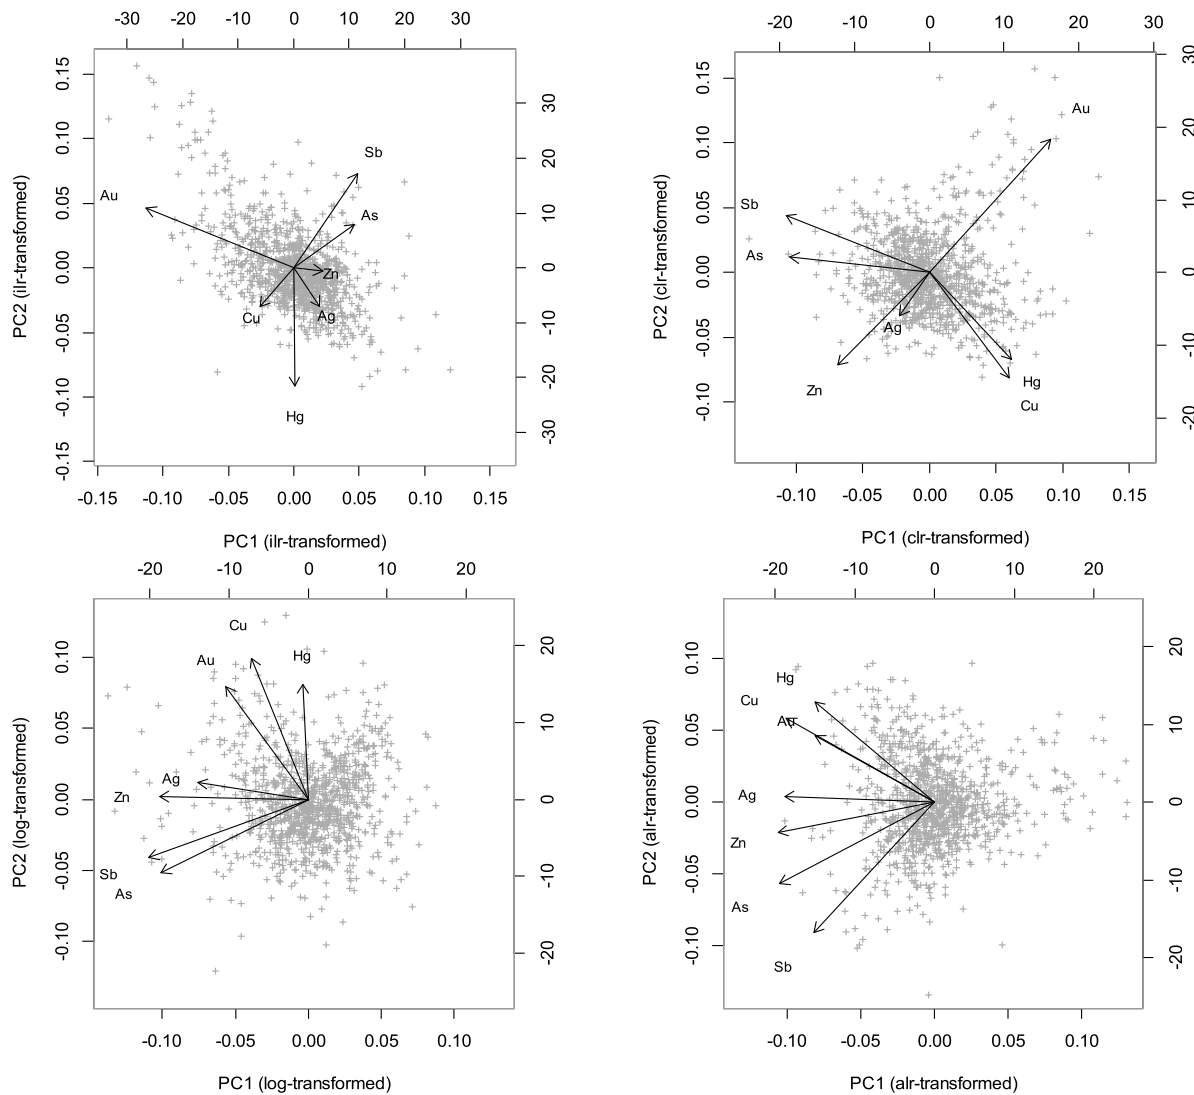 -30 -20 -10 0 10 20 30
0.15 0.10 0.05 0.00 -0.05 -0.10 -0.15
PC2 (ilr-transformed)
30 20 10 0 -10 -20 -30
Sb
Au
As
Zn
Cu
Ag
Hg
-0.15 -0.10 -0.05 0.00 0.05 0.10 0.15
PC1 (ilr-transformed)
-20 -10 0 10 20 30
0.15 0.10 0.05 0.00 -0.05 -0.10
PC2 (clr-transformed)
30 20 10 0 -10 -20
Au
Sb
As
Ag
Zn
Hg
Cu
-0.10 -0.05 0.00 0.05 0.10 0.15
PC1 (clr-transformed)
-20 -10 0 10 20
0.10 0.05 0.00 -0.05 -0.10
PC2 (log-transformed)
20 10 0 -10 -20
Cu
Au
Hg
Ag
Zn
Sb
As
-0.10 -0.05 0.00 0.05 0.10
PC1 (log-transformed)
-20 -10 0 10 20
0.10 0.05 0.00 -0.05 -0.10
PC2 (alr-transformed)
20 10 0 -10 -20
Hg
Cu
Au
Ag
Zn
As
Sb
-0.10 -0.05 0.00 0.05 0.10
PC1 (alr-transformed)